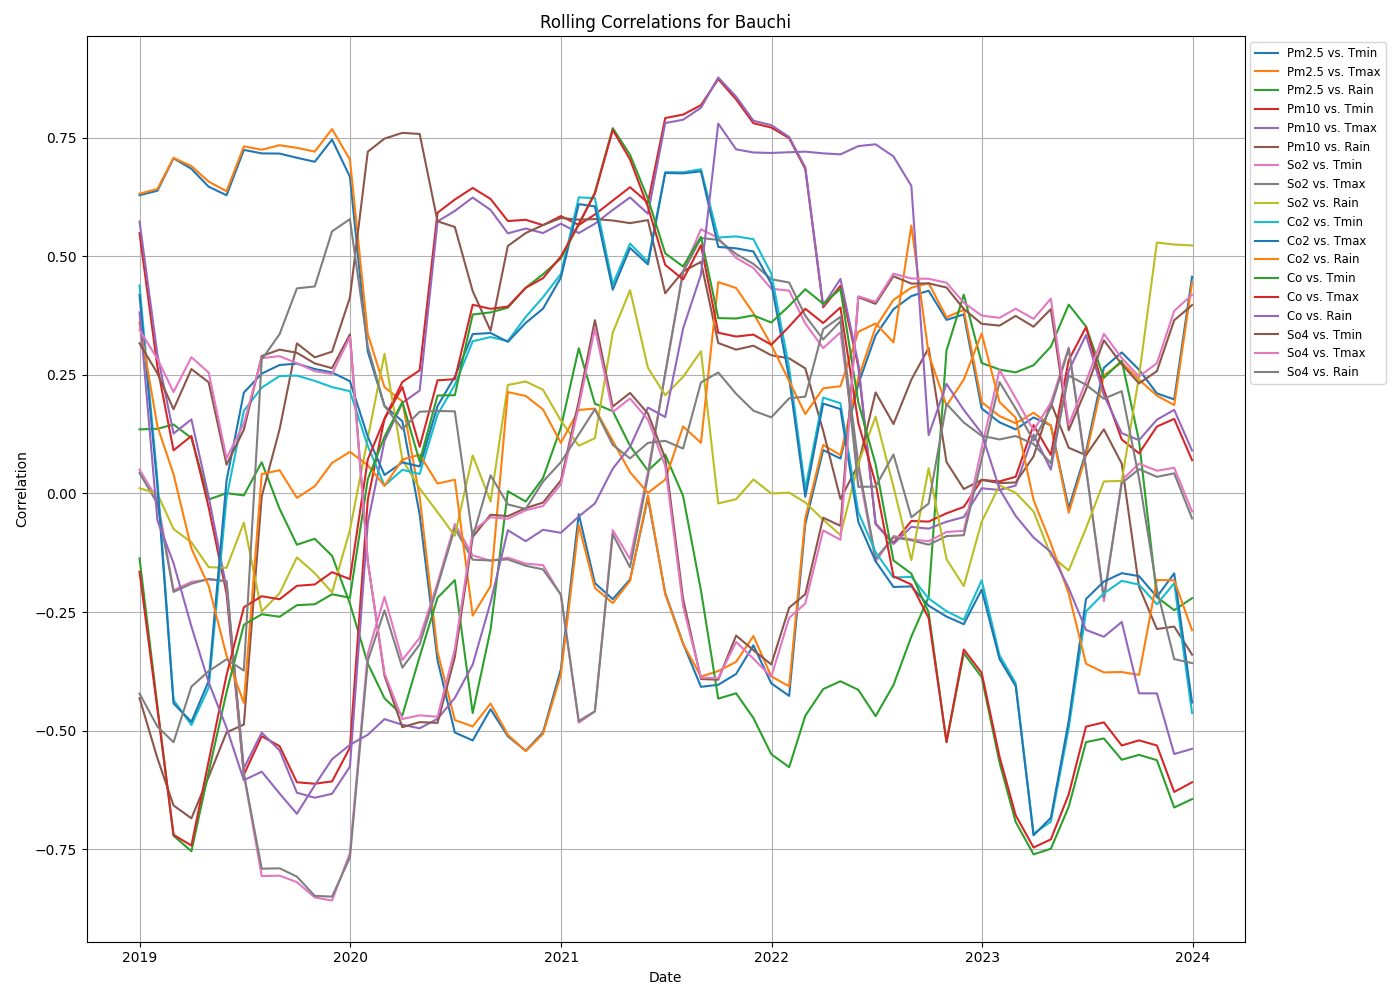 Rolling Correlations for Bauchi
Correlation
0.75
0.50
0.25
0.00
−0.25
−0.50
−0.75
2019
2020
2021
2022
2023
2024
Date
Pm2.5 vs. Tmin
Pm2.5 vs. Tmax
Pm2.5 vs. Rain
Pm10 vs. Tmin
Pm10 vs. Tmax
Pm10 vs. Rain
So2 vs. Tmin
So2 vs. Tmax
So2 vs. Rain
Co2 vs. Tmin
Co2 vs. Tmax
Co2 vs. Rain
Co vs. Tmin
Co vs. Tmax
Co vs. Rain
So4 vs. Tmin
So4 vs. Tmax
So4 vs. Rain